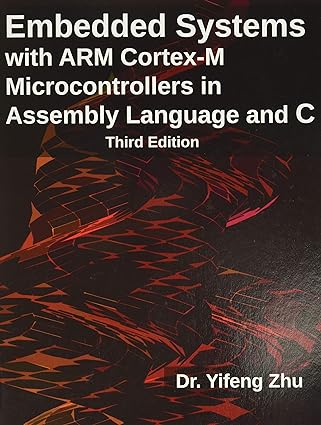 Embedded Systems
with ARM Cortex-M
Microcontrollers in
Assembly Language and C
Third Edition
Dr. Yifeng Zhu